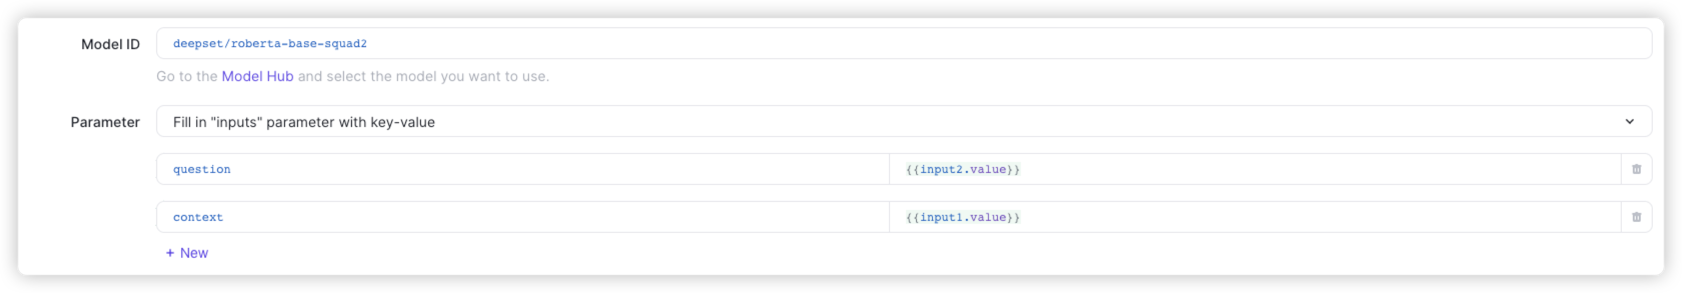 Model ID deepset/roberta-base-squad2
Go to the Model Hub and select the model you want to use.
Parameter Fill in "inputs" parameter with key-value
question {{input2.value}}
context {{input1.value}}
+ New